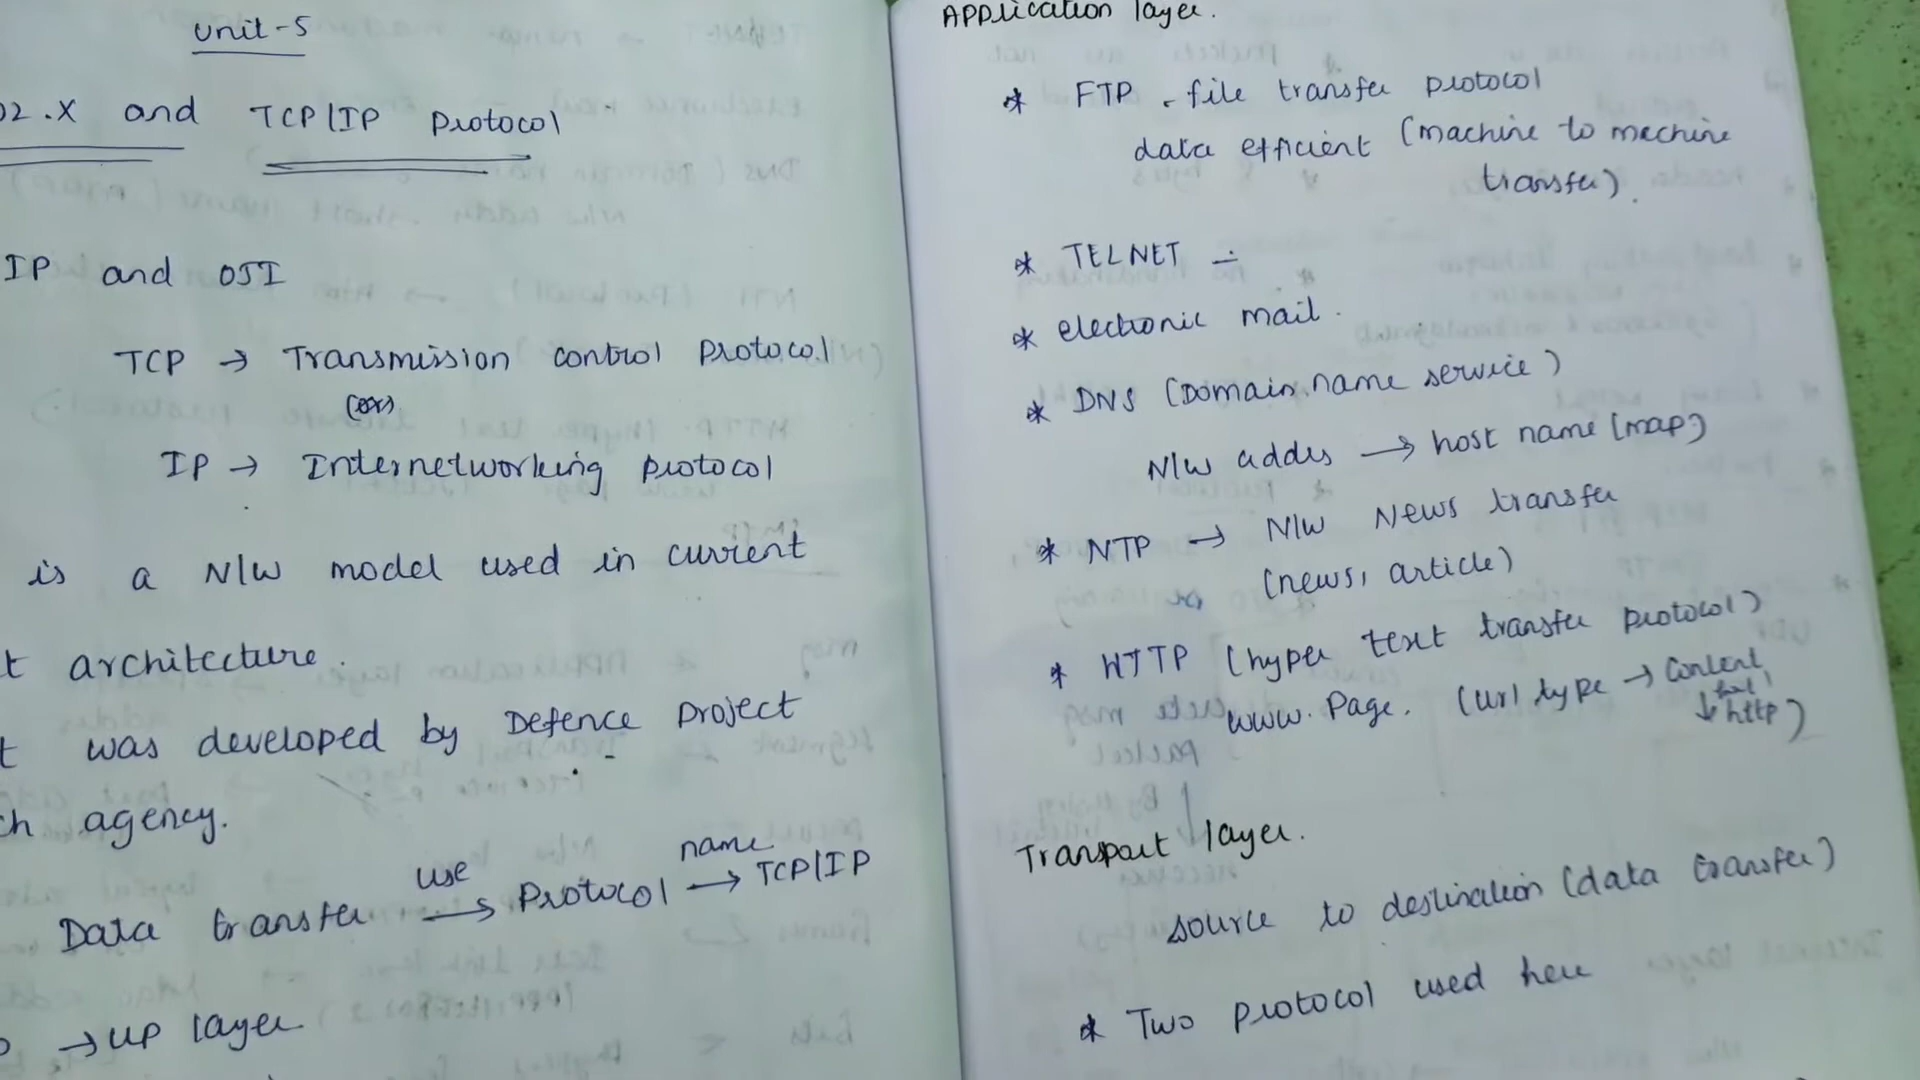 Unit-5
02.X and TCP/IP Protocol
IP and OSI
TCP → Transmission control Protocol
(or)
IP → Internetworking protocol
is a N/W model used in current
t architecture.
t was developed by Defence project
ch agency.
Data transfer use → Protocol name → TCP/IP
→ UP layer
Application layer.
* FTP - file transfer protocol
data efficient (machine to mechine
transfer).
* TELNET ÷
* electronic mail.
* DNS (Domain name service)
N/W addes → host name (map)
* NTP → N/W News transfer
(news, article)
* HTTP (hyper text transfer protocol)
www. Page. (url type → Content
↓ http)
Transport layer.
source to destination (data transfer)
* Two protocol used here